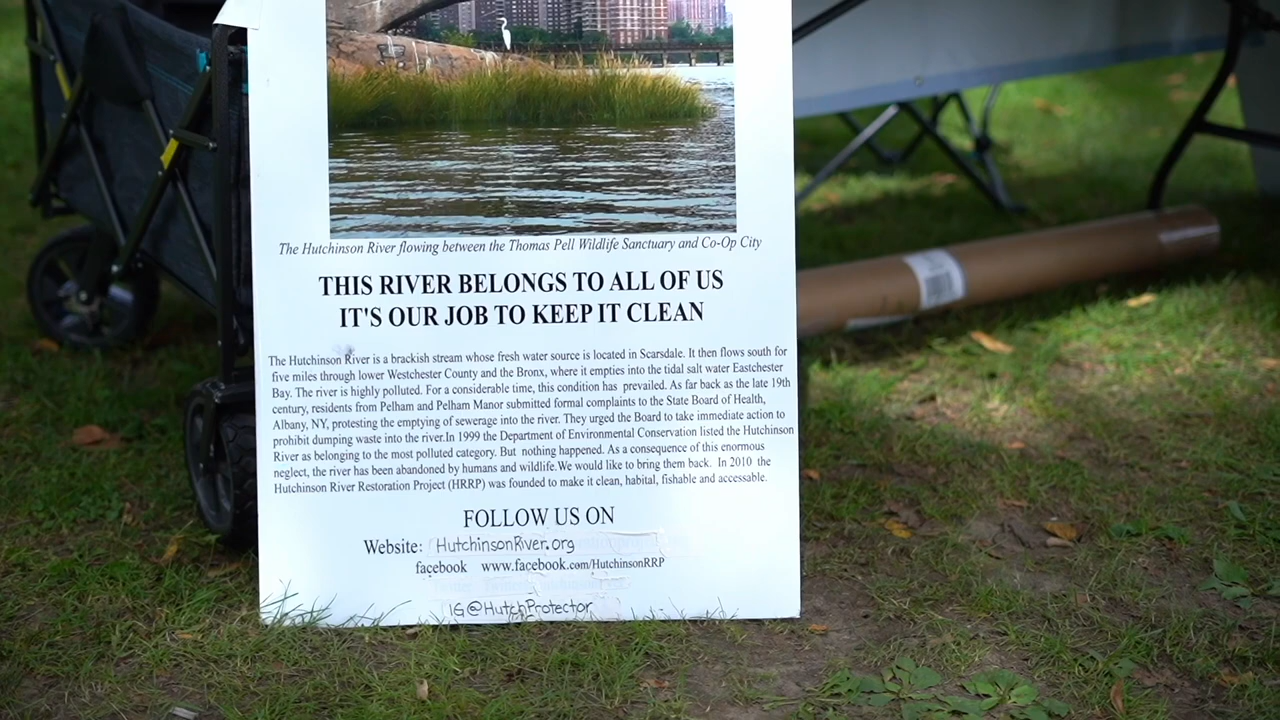 The Hutchinson River flowing between the Thomas Pell Wildlife Sanctuary and Co-Op City
THIS RIVER BELONGS TO ALL OF US
IT'S OUR JOB TO KEEP IT CLEAN
The Hutchinson River is a brackish stream whose fresh water source is located in Scarsdale. It then flows south for
five miles through lower Westchester County and the Bronx, where it empties into the tidal salt water Eastchester
Bay. The river is highly polluted. For a considerable time, this condition has prevailed. As far back as the late 19th
century, residents from Pelham and Pelham Manor submitted formal complaints to the State Board of Health,
Albany, NY, protesting the emptying of sewerage into the river. They urged the Board to take immediate action to
prohibit dumping waste into the river.In 1999 the Department of Environmental Conservation listed the Hutchinson
River as belonging to the most polluted category. But nothing happened. As a consequence of this enormous
neglect, the river has been abandoned by humans and wildlife.We would like to bring them back. In 2010 the
Hutchinson River Restoration Project (HRRP) was founded to make it clean, habital, fishable and accessable.
FOLLOW US ON
Website: HutchinsonRiver.org
facebook www.facebook.com/HutchinsonRRP
IG@HutchProtector